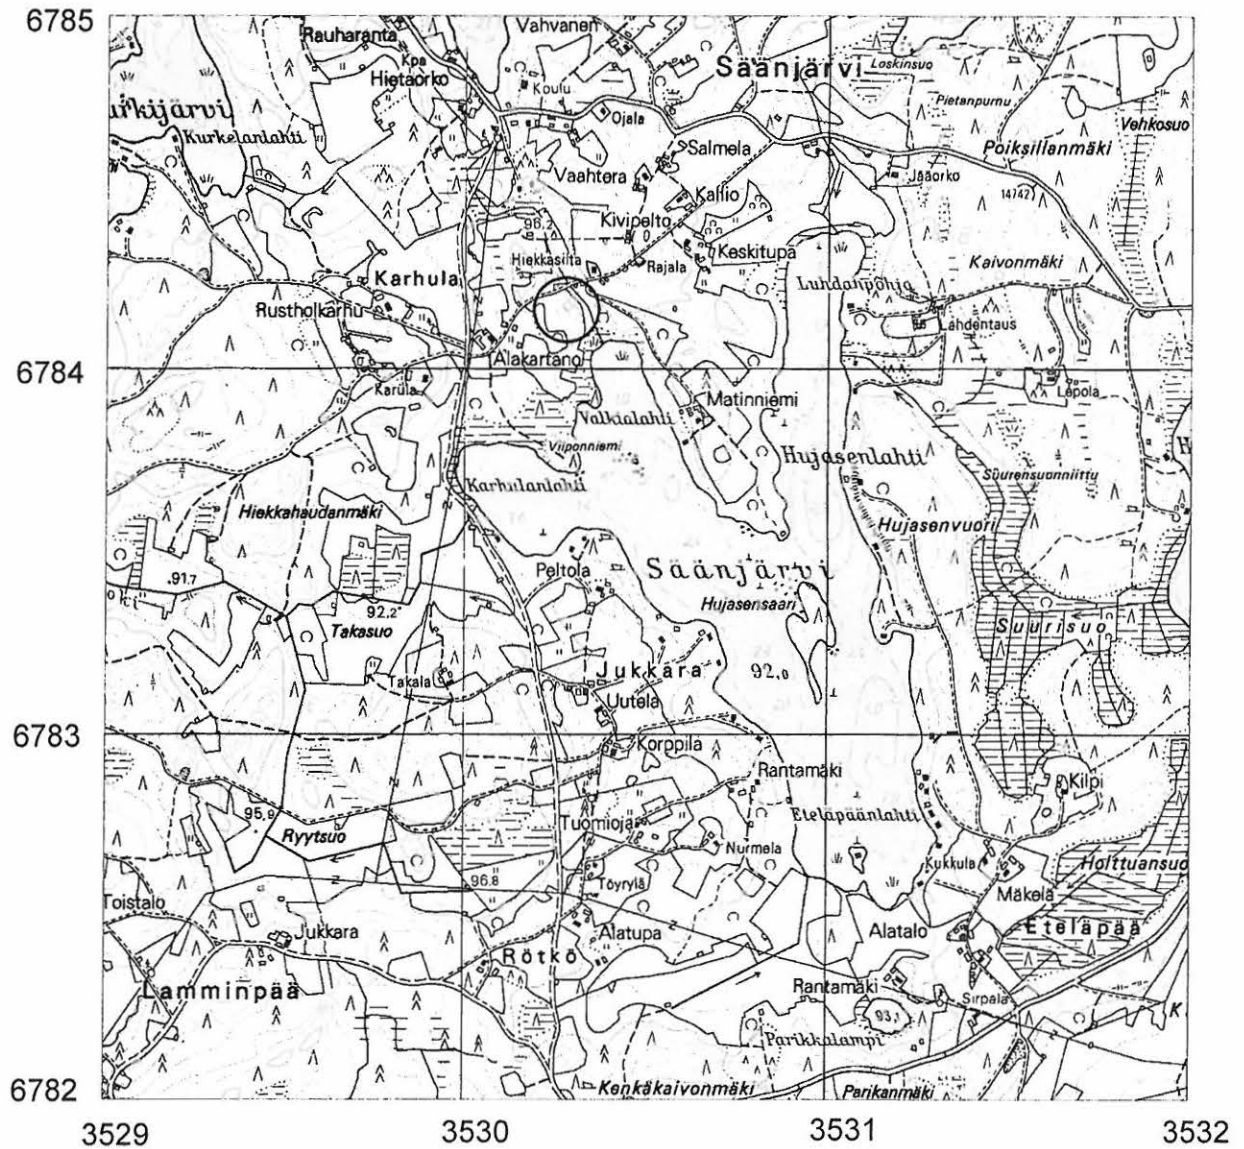 6785
Rauharanta
Vahvanen
Kpa
Hietaorko
Säänjärvi
Loskinsuo
Koulu
Pietanpurnu
Ojala
Vehkosuo
Kurkelanlahti
Salmela
Poiksillanmäki
Vaahtera
Jääorko
Kallio
147,42
Kivipelto
96,2
Keskitupa
Hiekkasilta
Rajala
Kaivonmäki
Karhula
Luhdanpohja
Rustholkarhu
Lähdentaus
Alakartano
6784
Karula
Lepola
Matinniemi
Valkialahti
Viiponniemi
Hujasenlahti
Karhulanlahti
Suurensuonniittu
Hiekkahaudanmäki
Hujasenvuori
Säänjärvi
.91,7
Peltola
Hujasensaari
92,2
Takasuo
Suurisuo
Jukkara
92,0
Takala
Uutela
6783
Korppila
Rantamäki
Kilpi
95,9
Tuomioja
Eteläpäänlahti
Ryytsuo
Nurmela
Kukkula
Holttuansuo
96,8
Töyrylä
Mäkelä
Toistalo
Jukkara
Alatupa
Alatalo
Eteläpää
Rötkö
Lamminpää
Rantamäki
Sirpala
93,1
K
Parikkalampi
6782
Kenkäkaivonmäki
Parikanmäki
3529
3530
3531
3532